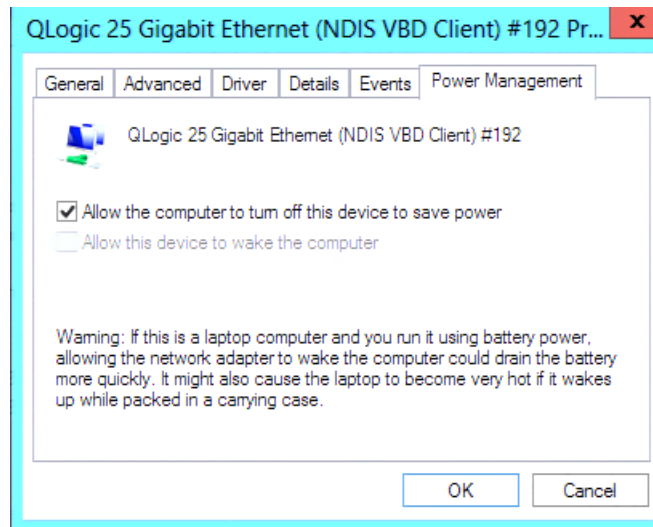 QLogic 25 Gigabit Ethernet (NDIS VBD Client) #192 Pr... x
General Advanced Driver Details Events Power Management
QLogic 25 Gigabit Ethernet (NDIS VBD Client) #192
Allow the computer to turn off this device to save power
Allow this device to wake the computer
Warning: If this is a laptop computer and you run it using battery power,
allowing the network adapter to wake the computer could drain the battery
more quickly. It might also cause the laptop to become very hot if it wakes
up while packed in a carrying case.
OK Cancel